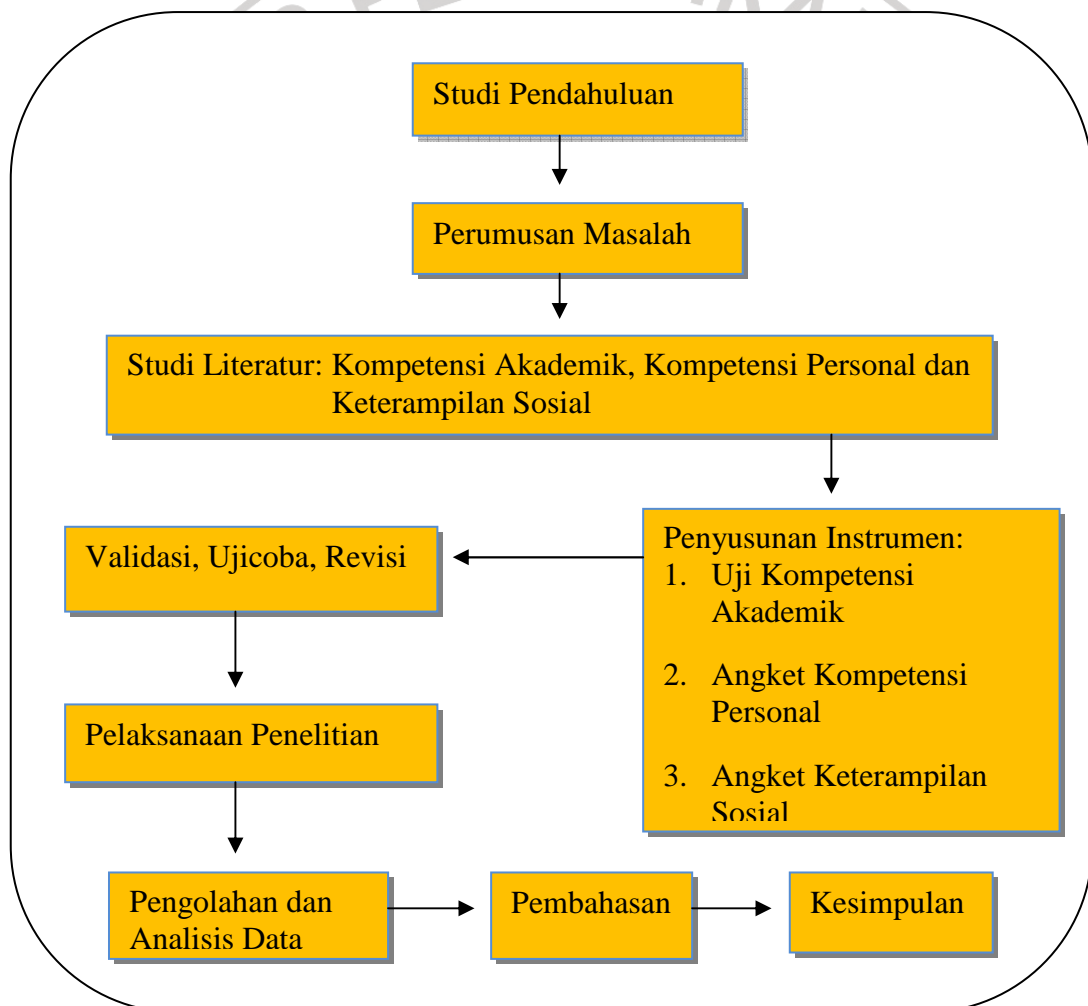 Studi Pendahuluan
Perumusan Masalah
Studi Literatur: Kompetensi Akademik, Kompetensi Personal dan
Keterampilan Sosial
Penyusunan Instrumen:
1. Uji Kompetensi
Akademik
2. Angket Kompetensi
Personal
3. Angket Keterampilan
Sosial
Validasi, Ujicoba, Revisi
Pelaksanaan Penelitian
Pengolahan dan
Analisis Data
Pembahasan
Kesimpulan